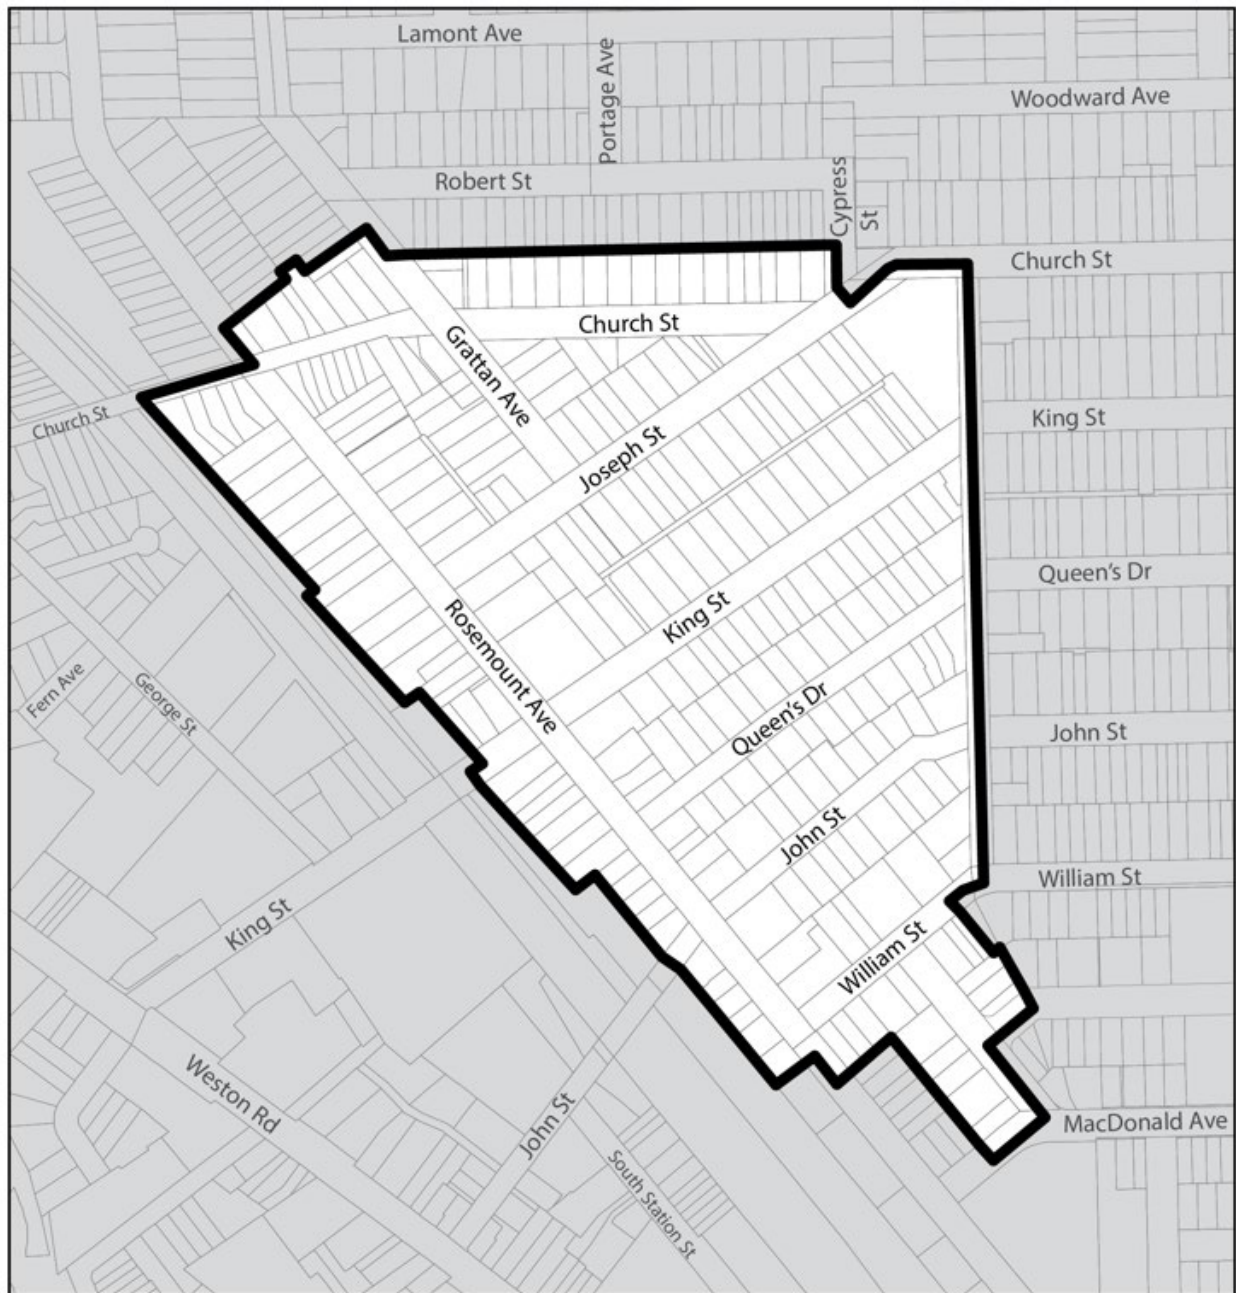 Lamont Ave
Portage Ave
Woodward Ave
Robert St
Cypress
St
Church St
Church St
Grattan Ave
Church St
King St
Joseph St
Queen's Dr
King St
Rosemount Ave
Fern Ave
George St
Queen's Dr
John St
John St
William St
King St
William St
Weston Rd
John St
MacDonald Ave
South Station St